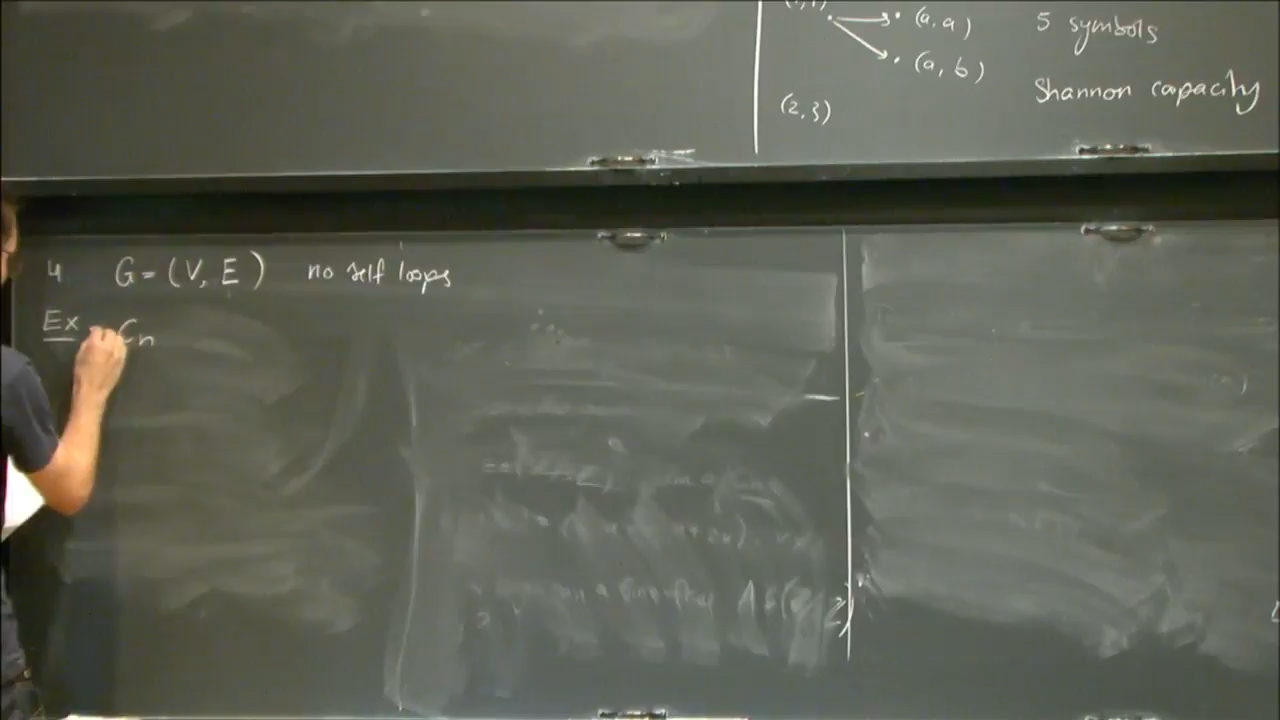 (a, a) 5 symbols
(a, b)
Shannon capacity
(2, 3)
4 G = (V, E) no self loops
Ex Cn